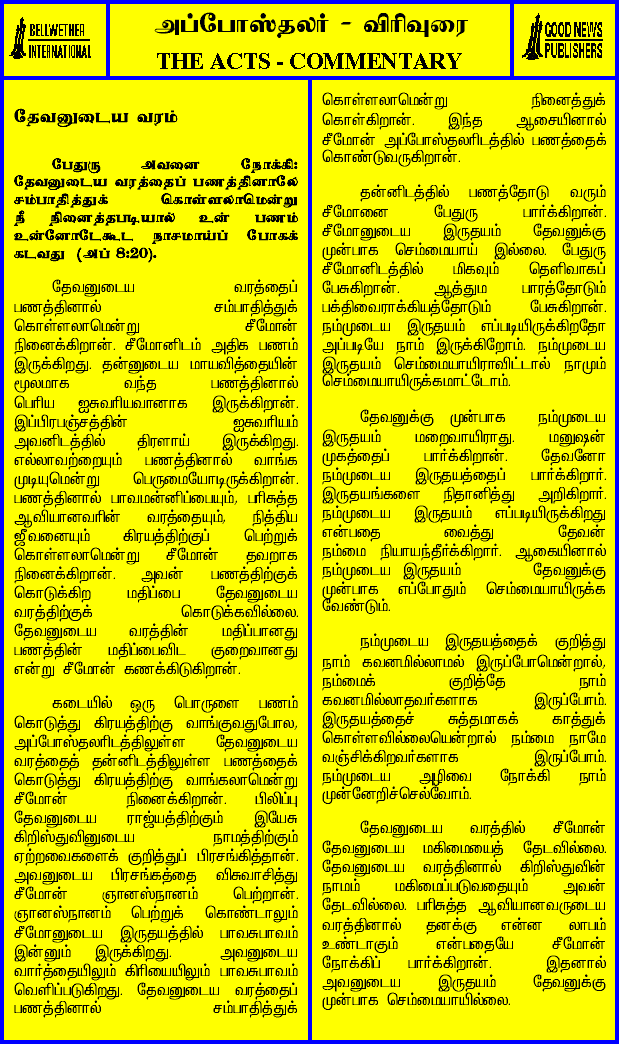 BELLWETHER
INTERNATIONAL
அப்போஸ்தலர் - விரிவுரை
THE ACTS - COMMENTARY
GOOD NEWS
PUBLISHERS
தேவனுடைய வரம்
பேதுரு அவனை நோக்கி:
தேவனுடைய வரத்தைப் பணத்தினாலே
சம்பாதித்துக் கொள்ளலாமென்று
நீ நினைத்தபடியால் உன் பணம்
உன்னோடேகூட நாசமாய்ப் போகக்
கடவது (அப் 8:20).
தேவனுடைய வரத்தைப்
பணத்தினால் சம்பாதித்துக்
கொள்ளலாமென்று சீமோன்
நினைக்கிறான். சீமோனிடம் அதிக பணம்
இருக்கிறது. தன்னுடைய மாயவித்தையின்
மூலமாக வந்த பணத்தினால்
பெரிய ஐசுவரியவானாக இருக்கிறான்.
இப்பிரபஞ்சத்தின் ஐசுவரியம்
அவனிடத்தில் திரளாய் இருக்கிறது.
எல்லாவற்றையும் பணத்தினால் வாங்க
முடியுமென்று பெருமையோடிருக்கிறான்.
பணத்தினால் பாவமன்னிப்பையும், பரிசுத்த
ஆவியானவரின் வரத்தையும், நித்திய
ஜீவனையும் கிரயத்திற்குப் பெற்றுக்
கொள்ளலாமென்று சீமோன் தவறாக
நினைக்கிறான். அவன் பணத்திற்குக்
கொடுக்கிற மதிப்பை தேவனுடைய
வரத்திற்குக் கொடுக்கவில்லை.
தேவனுடைய வரத்தின் மதிப்பானது
பணத்தின் மதிப்பைவிட குறைவானது
என்று சீமோன் கணக்கிடுகிறான்.
கடையில் ஒரு பொருளை பணம்
கொடுத்து கிரயத்திற்கு வாங்குவதுபோல,
அப்போஸ்தலரிடத்திலுள்ள தேவனுடைய
வரத்தைத் தன்னிடத்திலுள்ள பணத்தைக்
கொடுத்து கிரயத்திற்கு வாங்கலாமென்று
சீமோன் நினைக்கிறான். பிலிப்பு
தேவனுடைய ராஜ்யத்திற்கும் இயேசு
கிறிஸ்துவினுடைய நாமத்திற்கும்
ஏற்றவைகளைக் குறித்துப் பிரசங்கித்தான்.
அவனுடைய பிரசங்கத்தை விசுவாசித்து
சீமோன் ஞானஸ்நானம் பெற்றான்.
ஞானஸ்நானம் பெற்றுக் கொண்டாலும்
சீமோனுடைய இருதயத்தில் பாவசுபாவம்
இன்னும் இருக்கிறது. அவனுடைய
வார்த்தையிலும் கிரியையிலும் பாவசுபாவம்
வெளிப்படுகிறது. தேவனுடைய வரத்தைப்
பணத்தினால் சம்பாதித்துக்
கொள்ளலாமென்று நினைத்துக்
கொள்கிறான். இந்த ஆசையினால்
சீமோன் அப்போஸ்தலரிடத்தில் பணத்தைக்
கொண்டுவருகிறான்.
தன்னிடத்தில் பணத்தோடு வரும்
சீமோனை பேதுரு பார்க்கிறான்.
சீமோனுடைய இருதயம் தேவனுக்கு
முன்பாக செம்மையாய் இல்லை. பேதுரு
சீமோனிடத்தில் மிகவும் தெளிவாகப்
பேசுகிறான். ஆத்தும பாரத்தோடும்
பக்திவைராக்கியத்தோடும் பேசுகிறான்.
நம்முடைய இருதயம் எப்படியிருக்கிறதோ
அப்படியே நாம் இருக்கிறோம். நம்முடைய
இருதயம் செம்மையாயிராவிட்டால் நாமும்
செம்மையாயிருக்கமாட்டோம்.
தேவனுக்கு முன்பாக நம்முடைய
இருதயம் மறைவாயிராது. மனுஷன்
முகத்தைப் பார்க்கிறான். தேவனோ
நம்முடைய இருதயத்தைப் பார்க்கிறார்.
இருதயங்களை நிதானித்து அறிகிறார்.
நம்முடைய இருதயம் எப்படியிருக்கிறது
என்பதை வைத்து தேவன்
நம்மை நியாயந்தீர்க்கிறார். ஆகையினால்
நம்முடைய இருதயம் தேவனுக்கு
முன்பாக எப்போதும் செம்மையாயிருக்க
வேண்டும்.
நம்முடைய இருதயத்தைக் குறித்து
நாம் கவனமில்லாமல் இருப்போமென்றால்,
நம்மைக் குறித்தே நாம்
கவனமில்லாதவர்களாக இருப்போம்.
இருதயத்தைச் சுத்தமாகக் காத்துக்
கொள்ளவில்லையென்றால் நம்மை நாமே
வஞ்சிக்கிறவர்களாக இருப்போம்.
நம்முடைய அழிவை நோக்கி நாம்
முன்னேறிச்செல்வோம்.
தேவனுடைய வரத்தில் சீமோன்
தேவனுடைய மகிமையைத் தேடவில்லை.
தேவனுடைய வரத்தினால் கிறிஸ்துவின்
நாமம் மகிமைப்படுவதையும் அவன்
தேடவில்லை. பரிசுத்த ஆவியானவருடைய
வரத்தினால் தனக்கு என்ன லாபம்
உண்டாகும் என்பதையே சீமோன்
நோக்கிப் பார்க்கிறான். இதனால்
அவனுடைய இருதயம் தேவனுக்கு
முன்பாக செம்மையாயில்லை.